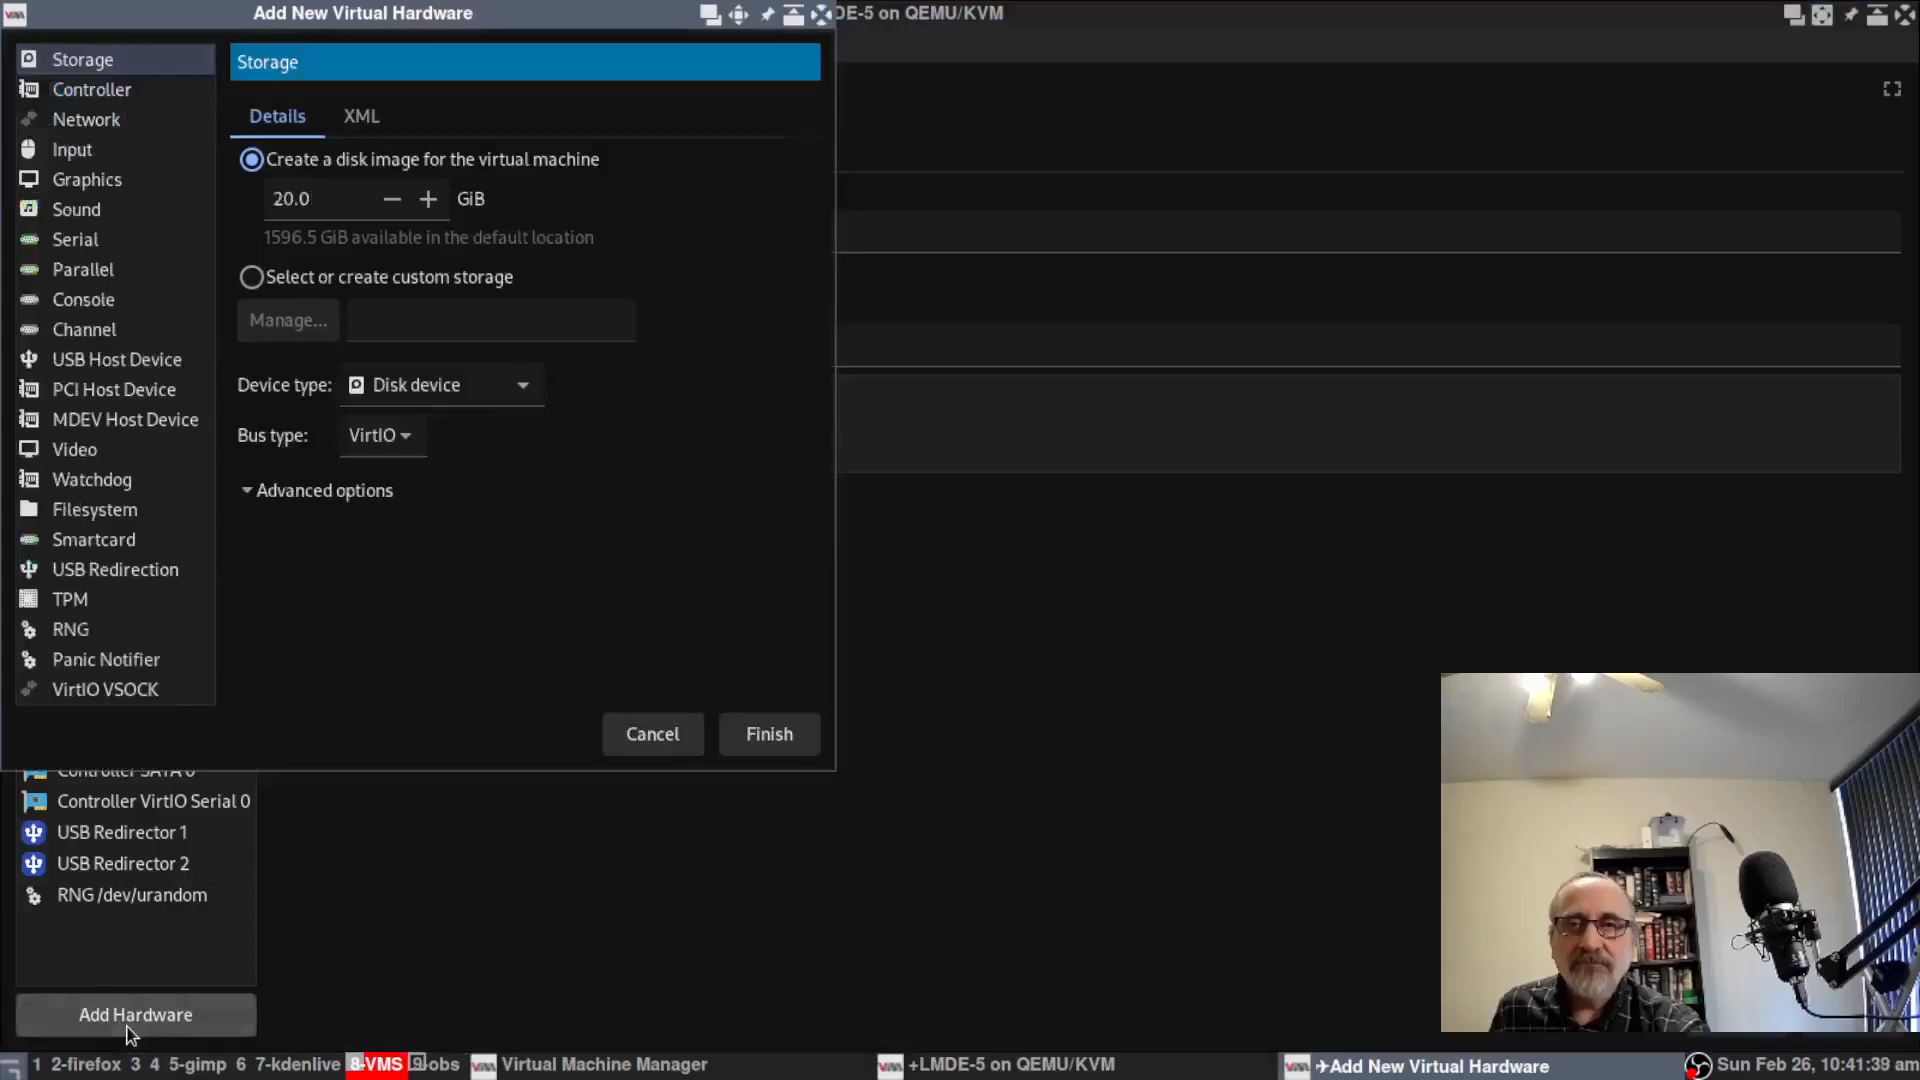 Add New Virtual Hardware
DE-5 on QEMU/KVM
Storage
Controller
Network
Input
Graphics
Sound
Serial
Parallel
Console
Channel
USB Host Device
PCI Host Device
MDEV Host Device
Video
Watchdog
Filesystem
Smartcard
USB Redirection
TPM
RNG
Panic Notifier
VirtIO VSOCK
Storage
Details XML
Create a disk image for the virtual machine
20.0 GiB
1596.5 GiB available in the default location
Select or create custom storage
Manage...
Device type: Disk device
Bus type: VirtIO
Advanced options
Cancel Finish
Controller SATA 0
Controller VirtIO Serial 0
USB Redirector 1
USB Redirector 2
RNG /dev/urandom
Add Hardware
1 2-firefox 3 4 5-gimp 6 7-kdenlive 8-VMS 9-obs Virtual Machine Manager +LMDE-5 on QEMU/KVM Add New Virtual Hardware Sun Feb 26, 10:41:39 am